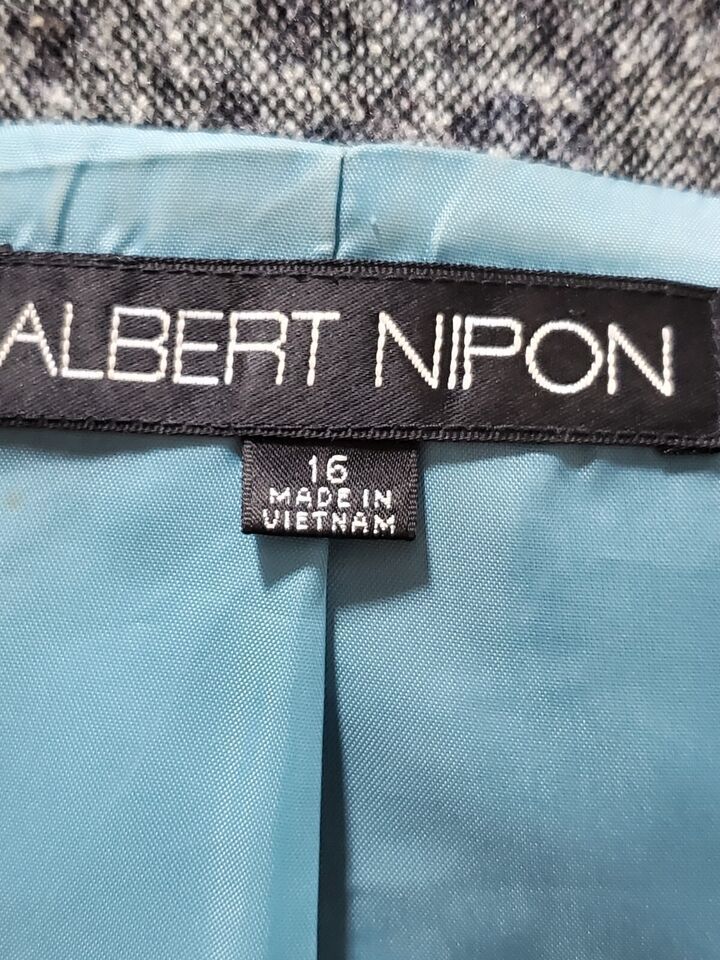 ALBERT NIPON
16
MADE IN
VIETNAM